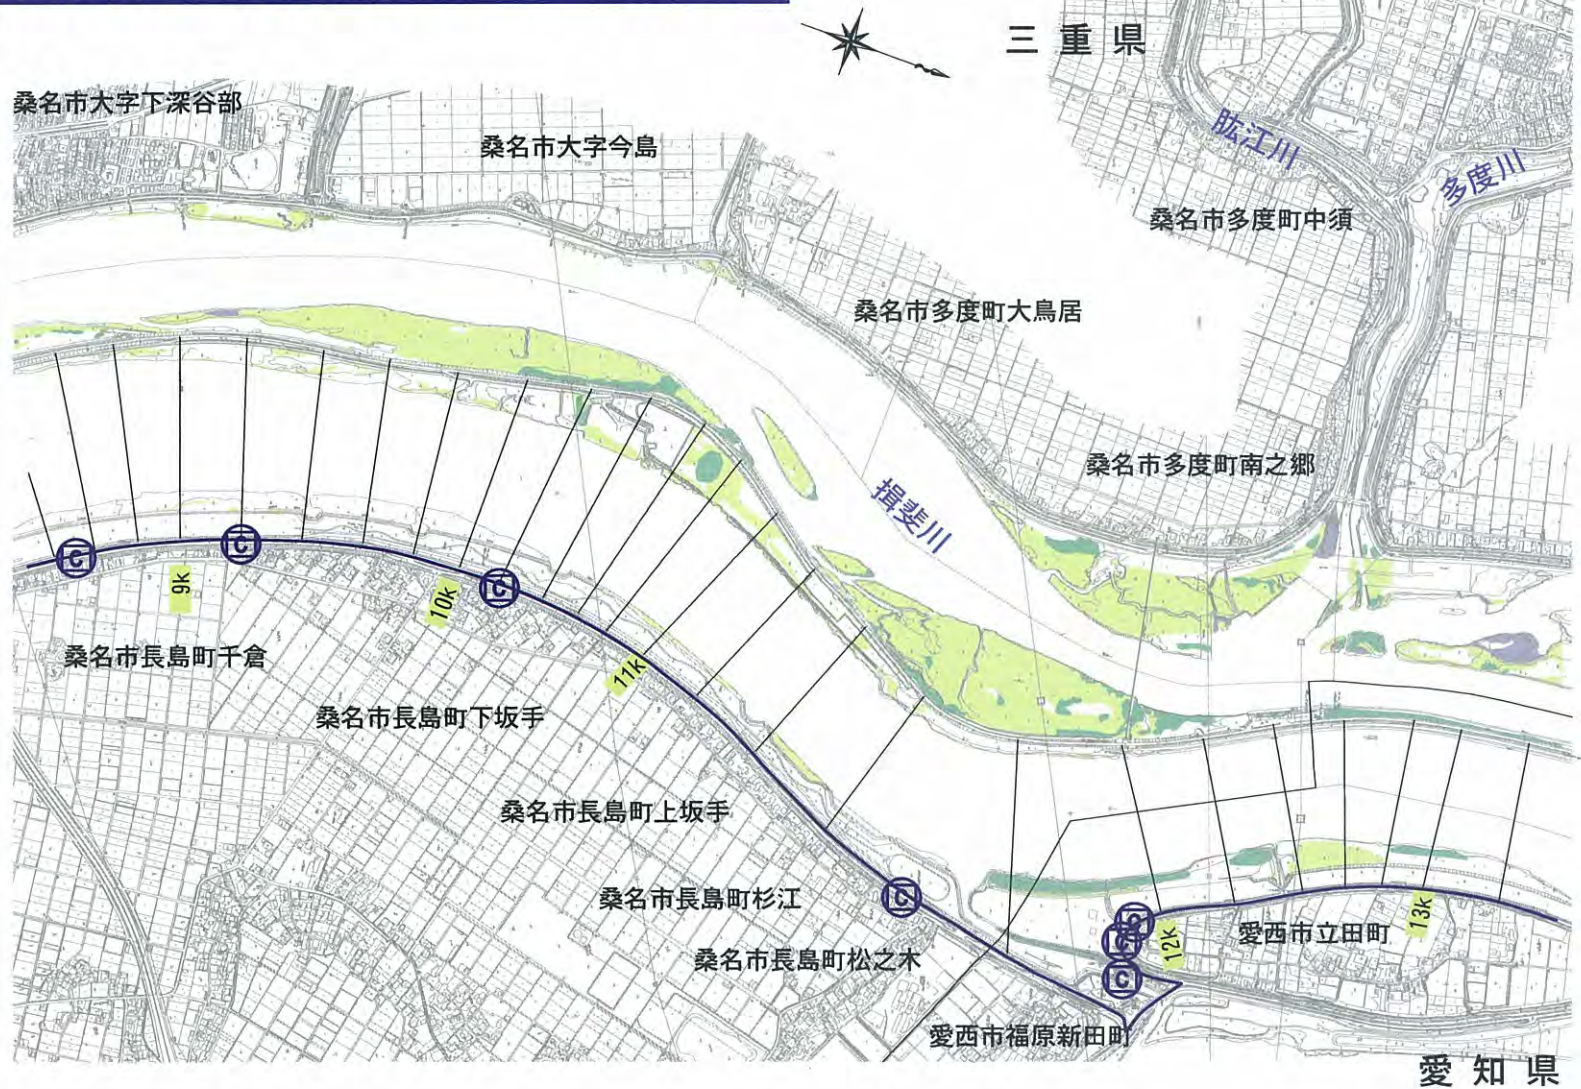 三重県
桑名市大字下深谷部
桑名市大字今島
肱江川
多度川
桑名市多度町中須
桑名市多度町大鳥居
桑名市多度町南之郷
揖斐川
C
C
C
9k
10k
桑名市長島町千倉
11k
桑名市長島町下坂手
桑名市長島町上坂手
桑名市長島町杉江
C
C
C
C
12k
13k
愛西市立田町
桑名市長島町松之木
愛西市福原新田町
愛知県